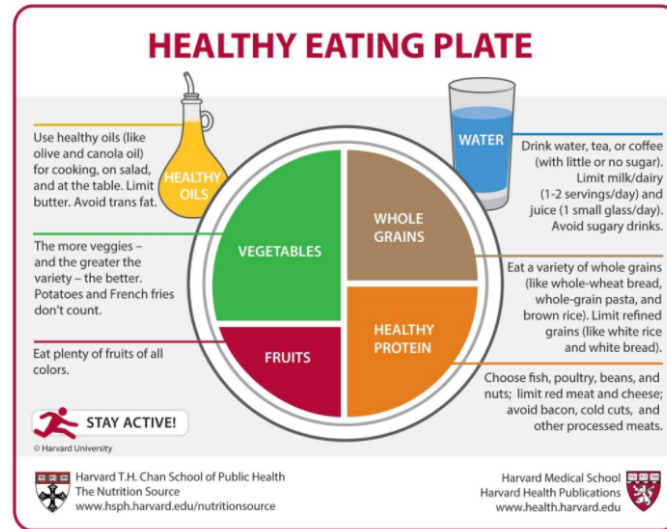 HEALTHY EATING PLATE
Use healthy oils (like
olive and canola oil)
for cooking, on salad,
and at the table. Limit
butter. Avoid trans fat.
HEALTHY
OILS
The more veggies –
and the greater the
variety – the better.
Potatoes and French fries
don't count.
Eat plenty of fruits of all
colors.
VEGETABLES
FRUITS
WHOLE
GRAINS
HEALTHY
PROTEIN
WATER
Drink water, tea, or coffee
(with little or no sugar).
Limit milk/dairy
(1-2 servings/day) and
juice (1 small glass/day).
Avoid sugary drinks.
Eat a variety of whole grains
(like whole-wheat bread,
whole-grain pasta, and
brown rice). Limit refined
grains (like white rice
and white bread).
Choose fish, poultry, beans, and
nuts; limit red meat and cheese;
avoid bacon, cold cuts, and
other processed meats.
STAY ACTIVE!
© Harvard University
Harvard T.H. Chan School of Public Health
The Nutrition Source
www.hsph.harvard.edu/nutritionsource
Harvard Medical School
Harvard Health Publications
www.health.harvard.edu